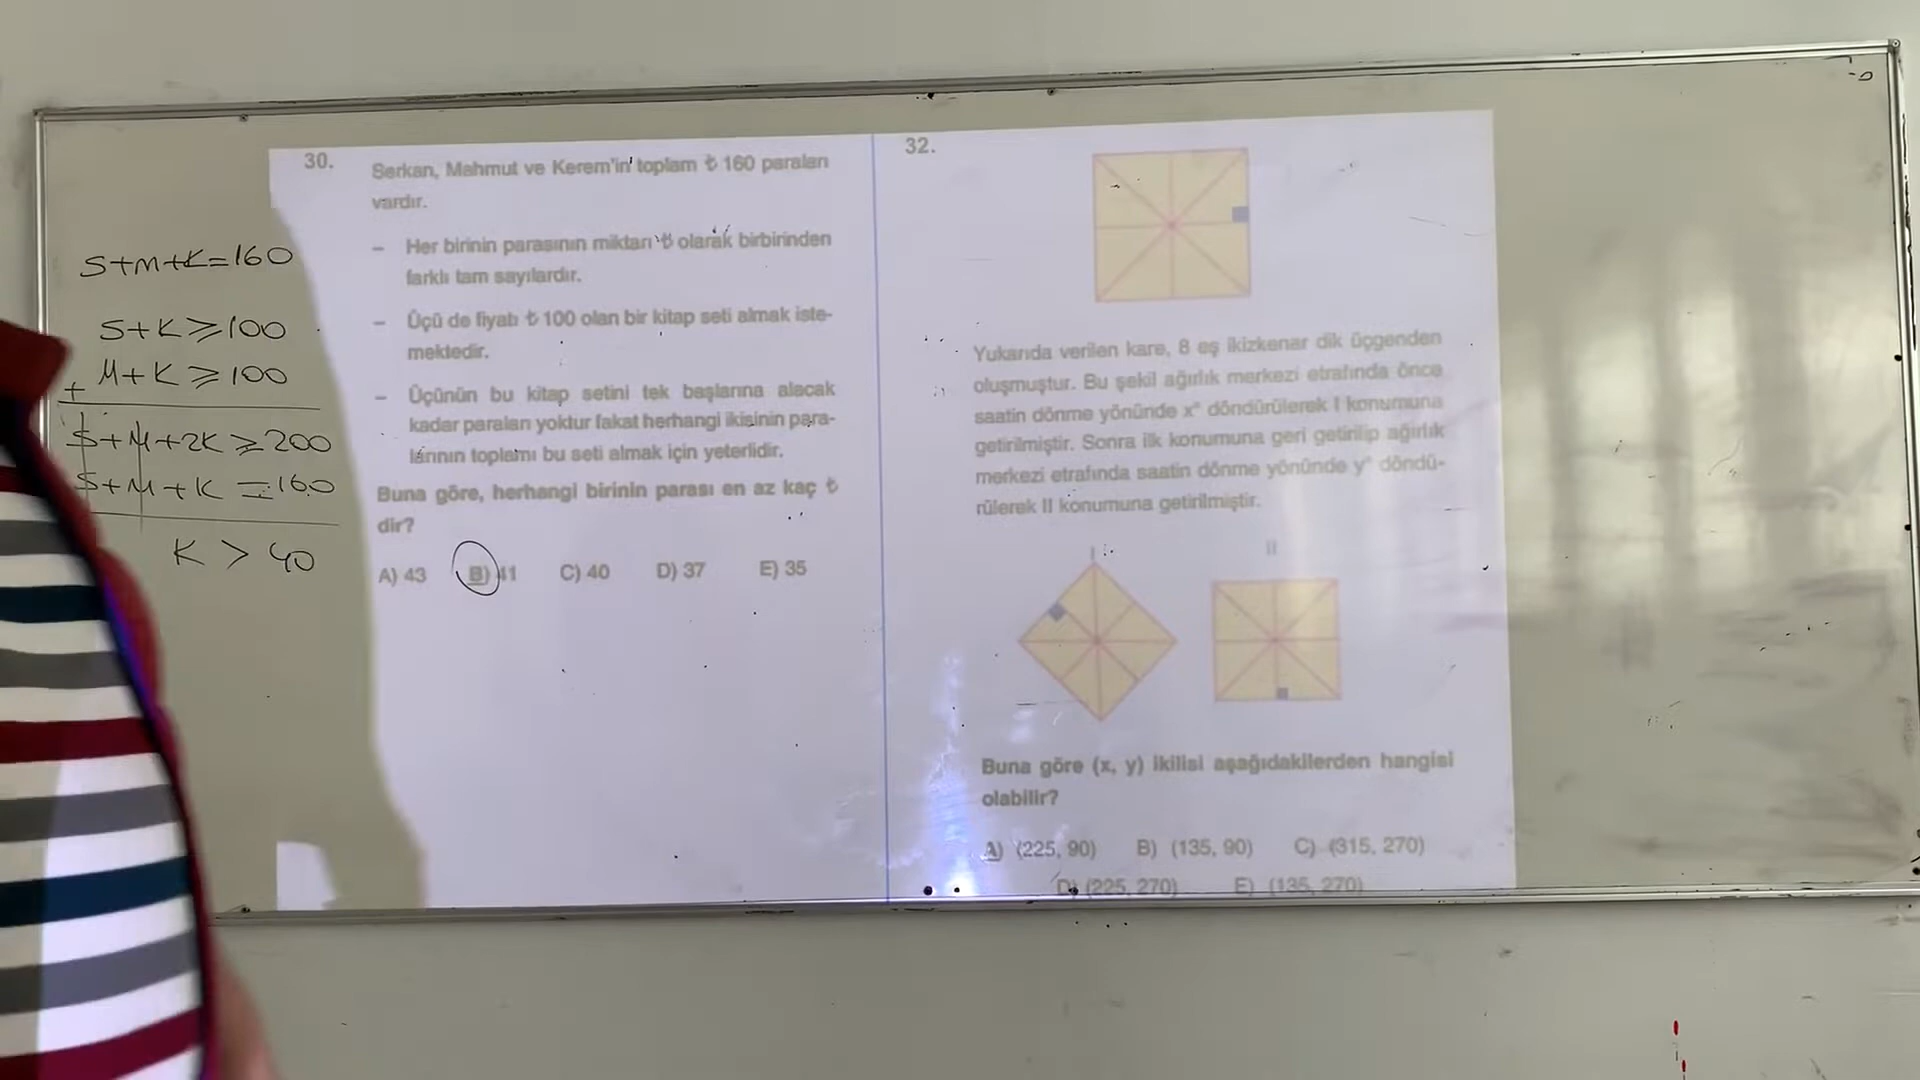 S+M+K=160
S+K⩾100
M+K⩾100
+
S+M+2K⩾200
S+M+K=160
K>40
30.
Serkan, Mahmut ve Kerem'in toplam ₺ 160 paraları
vardır.
– Her birinin parasının miktarı ₺ olarak birbirinden
farklı tam sayılardır.
– Üçü de fiyatı ₺ 100 olan bir kitap seti almak iste-
mektedir.
– Üçünün bu kitap setini tek başlarına alacak
kadar paraları yoktur fakat herhangi ikisinin para-
larının toplamı bu seti almak için yeterlidir.
Buna göre, herhangi birinin parası en az kaç ₺
dir?
A) 43 B) 41 C) 40 D) 37 E) 35
32.
Yukarıda verilen kare, 8 eş ikizkenar dik üçgenden
oluşmuştur. Bu şekil ağırlık merkezi etrafında önce
saatin dönme yönünde x° döndürülerek I konumuna
getirilmiştir. Sonra ilk konumuna geri getirilip ağırlık
merkezi etrafında saatin dönme yönünde y° döndü-
rülerek II konumuna getirilmiştir.
I II
Buna göre (x, y) ikilisi aşağıdakilerden hangisi
olabilir?
A) (225, 90) B) (135, 90) C) (315, 270)
D) (225, 270) E) (135, 270)